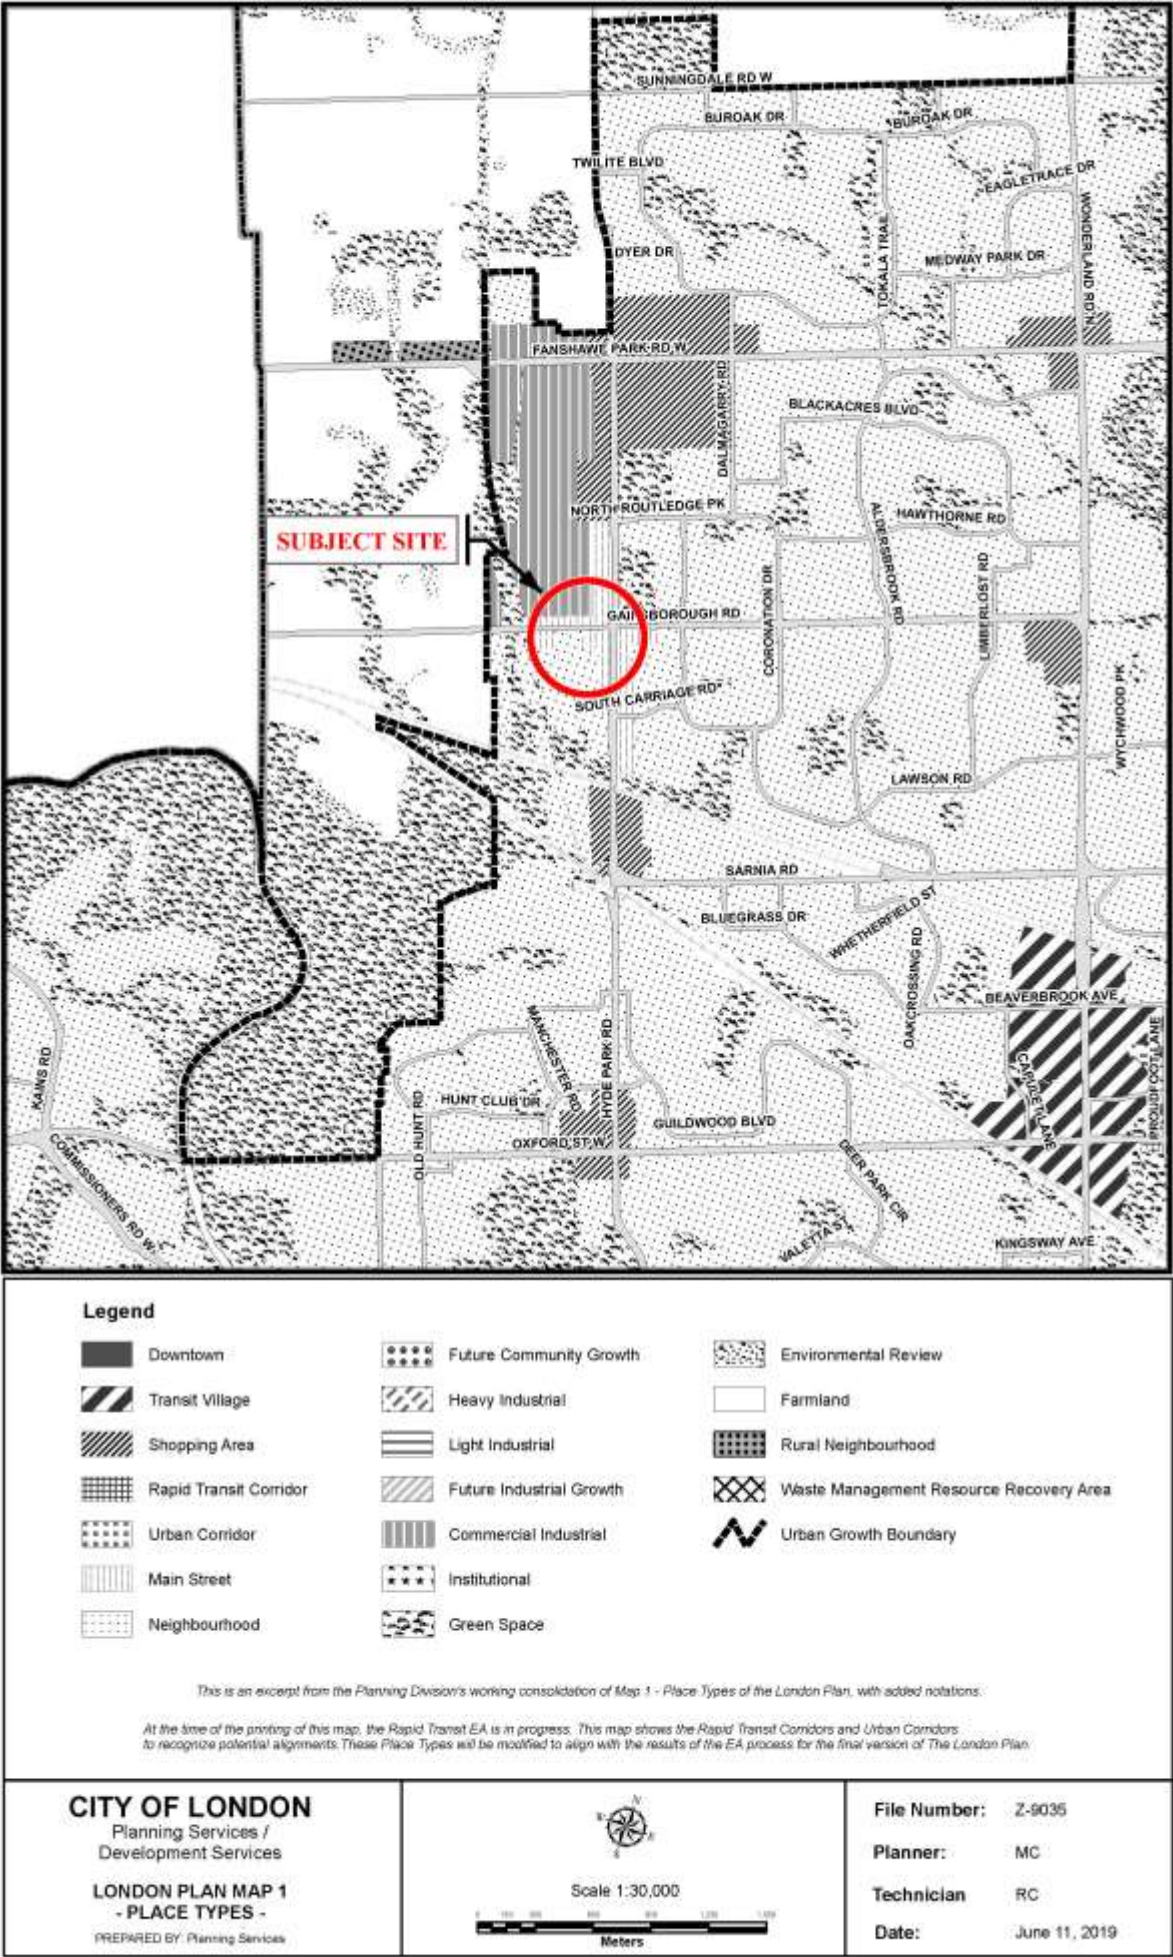 SUNNINGDALE RD W
BUROAK DR
BUROAK DR
TWILITE BLVD
EAGLETRACE DR
WONDERLAND RD N
DYER DR
TOKALA TRAIL
MEDWAY PARK DR
FANSHAWE PARK RD W
DALMAGARRY RD
BLACKACRES BLVD
NORTH ROUTLEDGE PK
ALDERSBROOK RD
HAWTHORNE RD
SUBJECT SITE
LIMBERLOST RD
CORONATION DR
GAINSBOROUGH RD
SOUTH CARRIAGE RD
WYCHWOOD PK
LAWSON RD
SARNIA RD
BLUEGRASS DR
WHETHERFIELD ST
OAKCROSSING RD
BEAVERBROOK AVE
KAINS RD
MANCHESTER RD
HYDE PARK RD
CAPULET LANE
PROUDFOOT LANE
HUNT CLUB DR
OLD HUNT RD
GUILDWOOD BLVD
OXFORD ST W
COMMISSIONERS RD W
DEER PARK CIR
VALETTA
KINGSWAY AVE
Legend
Downtown
Transit Village
Shopping Area
Rapid Transit Corridor
Urban Corridor
Main Street
Neighbourhood
Future Community Growth
Heavy Industrial
Light Industrial
Future Industrial Growth
Commercial Industrial
Institutional
Green Space
Environmental Review
Farmland
Rural Neighbourhood
Waste Management Resource Recovery Area
Urban Growth Boundary
This is an excerpt from the Planning Division's working consolidation of Map 1 - Place Types of the London Plan, with added notations.
At the time of the printing of this map, the Rapid Transit EA is in progress. This map shows the Rapid Transit Corridors and Urban Corridors
to recognize potential alignments. These Place Types will be modified to align with the results of the EA process for the final version of The London Plan.
CITY OF LONDON
Planning Services /
Development Services
LONDON PLAN MAP 1
- PLACE TYPES -
PREPARED BY: Planning Services
N
Scale 1:30,000
Meters
File Number: Z-9035
Planner: MC
Technician RC
Date: June 11, 2019